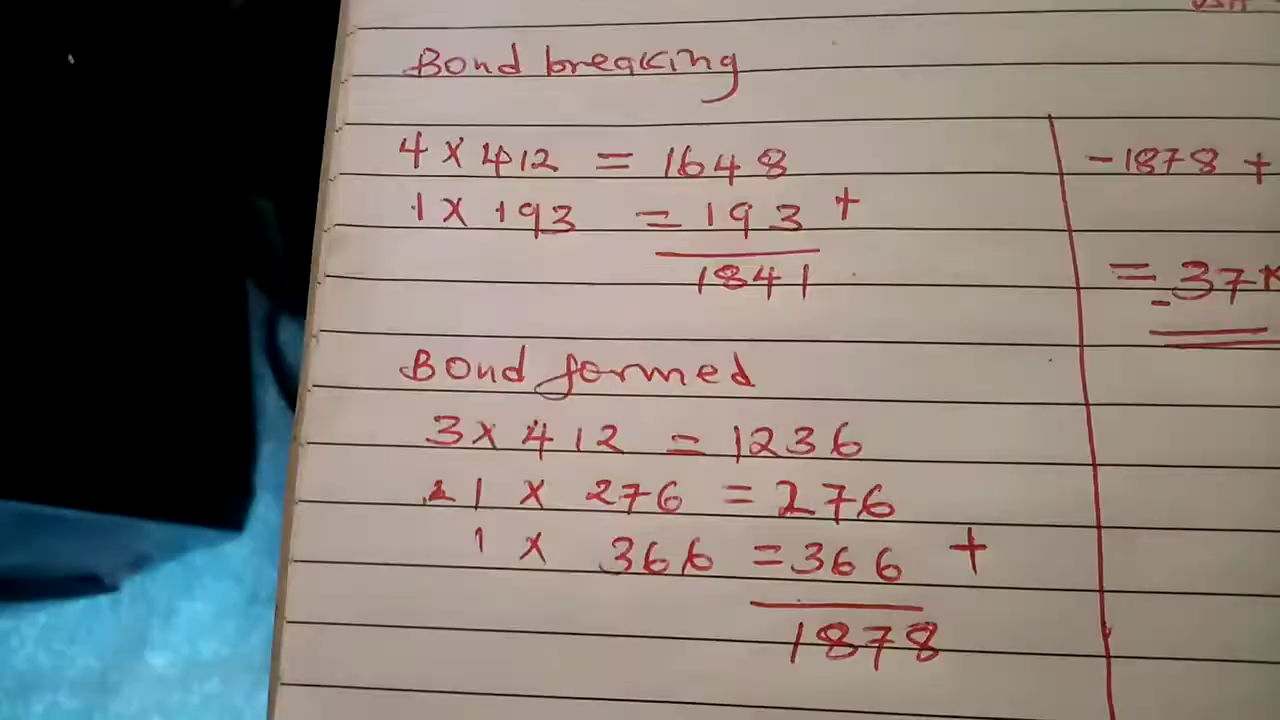 Bond breaking
4 × 412 = 1648
1 × 193 = 193 +
1841
Bond formed
3 × 412 = 1236
1 × 276 = 276
1 × 366 = 366 +
1878
-1878 +
= -37